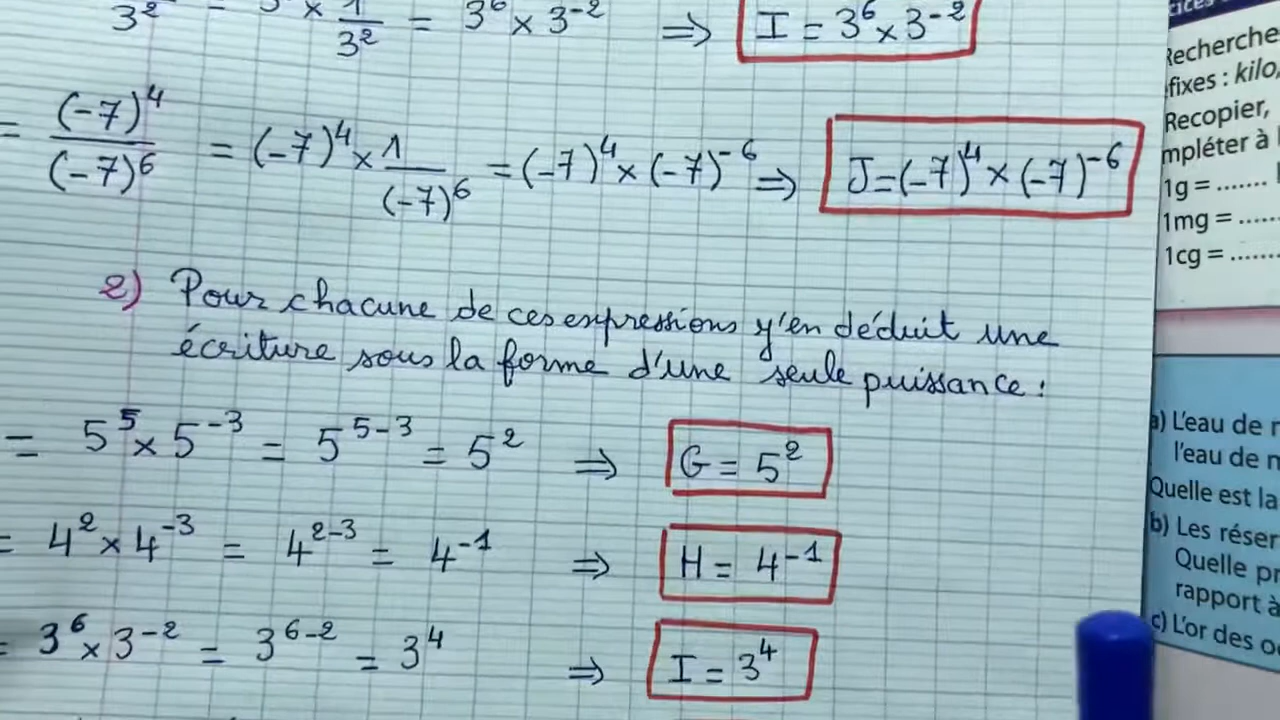 3² = 3⁶ × 1/3² = 3⁶ × 3⁻² ⇒ I = 3⁶ × 3⁻²
= (-7)⁴/(-7)⁶ = (-7)⁴ × 1/(-7)⁶ = (-7)⁴ × (-7)⁻⁶ ⇒ J = (-7)⁴ × (-7)⁻⁶
2) Pour chacune de ces expressions y'en déduit une
écriture sous la forme d'une seule puissance :
= 5⁵ × 5⁻³ = 5⁵⁻³ = 5² ⇒ G = 5²
= 4² × 4⁻³ = 4²⁻³ = 4⁻¹ ⇒ H = 4⁻¹
= 3⁶ × 3⁻² = 3⁶⁻² = 3⁴ ⇒ I = 3⁴
Recherche
fixes : kilo,
Recopier,
mpléter à
1g = .......
1mg = .....
1cg = .......
a) L'eau de
l'eau de
Quelle est la
b) Les réser
Quelle pr
rapport à
c) L'or des o